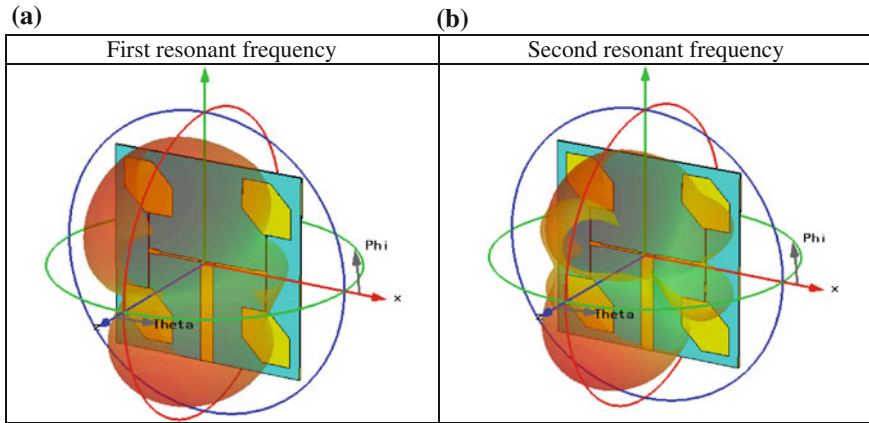 (a)
(b)
First resonant frequency
Second resonant frequency
Phi
x
z
Theta
Phi
x
z
Theta